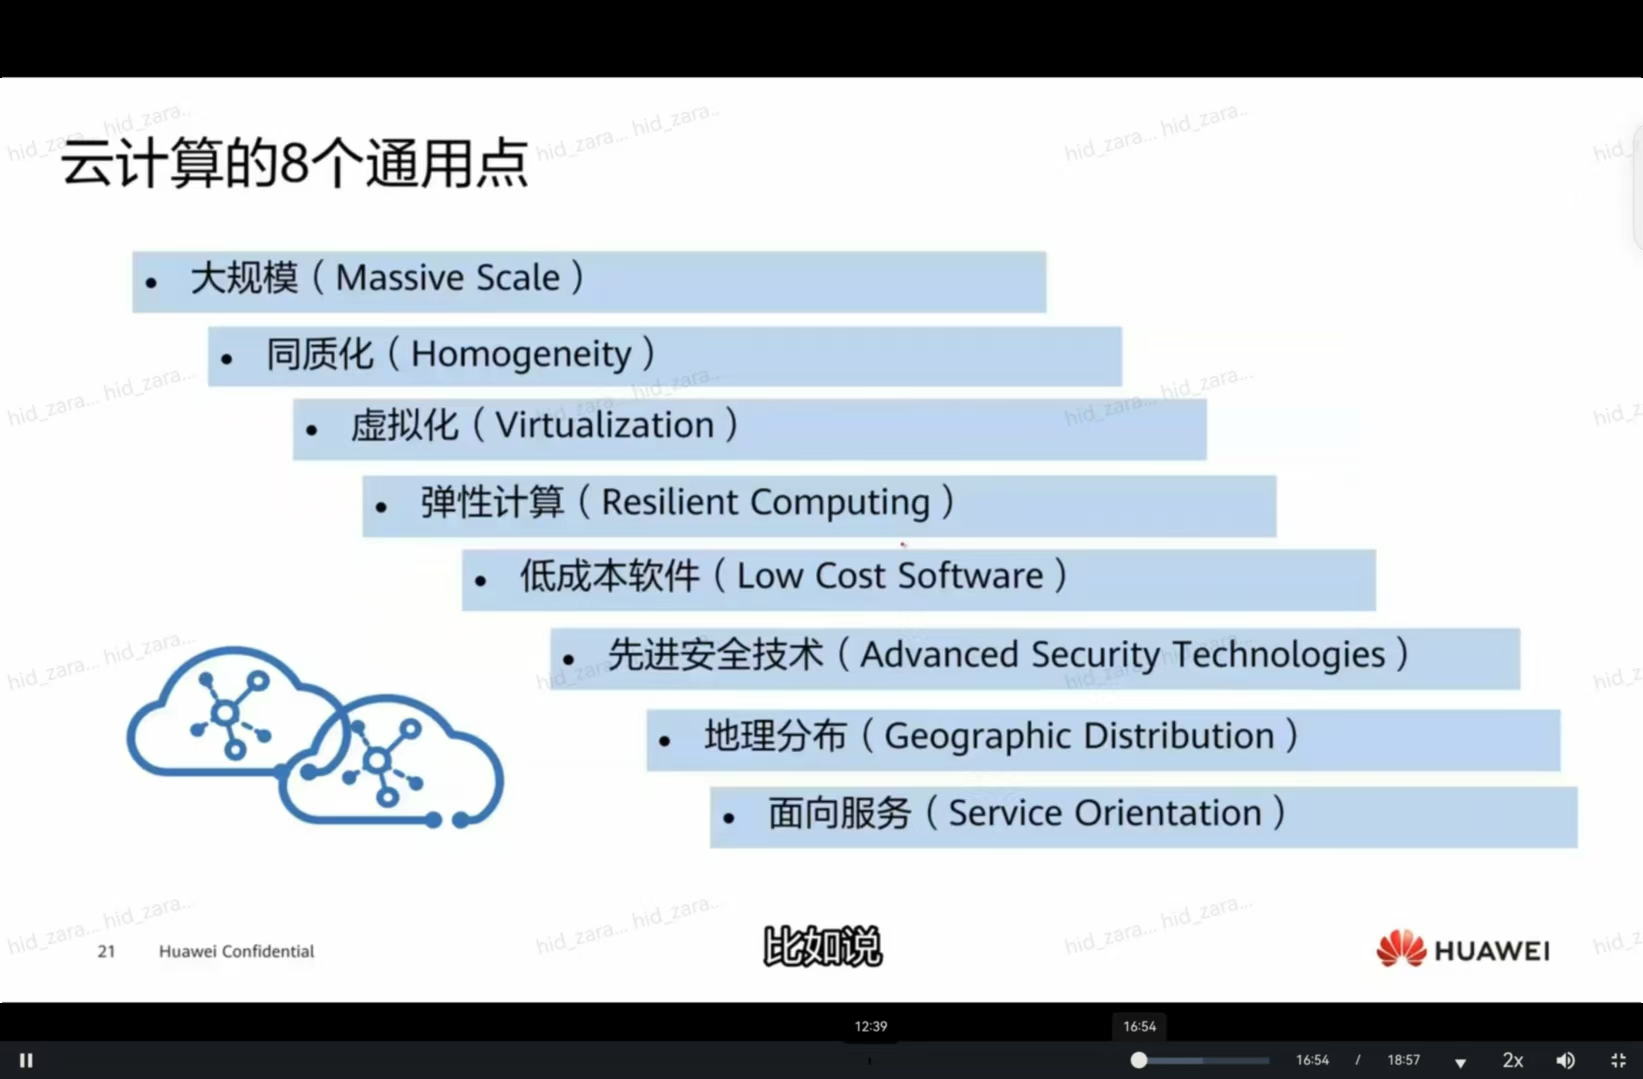 云计算的8个通用点
• 大规模（Massive Scale）
• 同质化（Homogeneity）
• 虚拟化（Virtualization）
• 弹性计算（Resilient Computing）
• 低成本软件（Low Cost Software）
• 先进安全技术（Advanced Security Technologies）
• 地理分布（Geographic Distribution）
• 面向服务（Service Orientation）
21 Huawei Confidential
比如说
HUAWEI
hid_zara... hid_zara...
12:39
16:54
16:54 / 18:57
2x